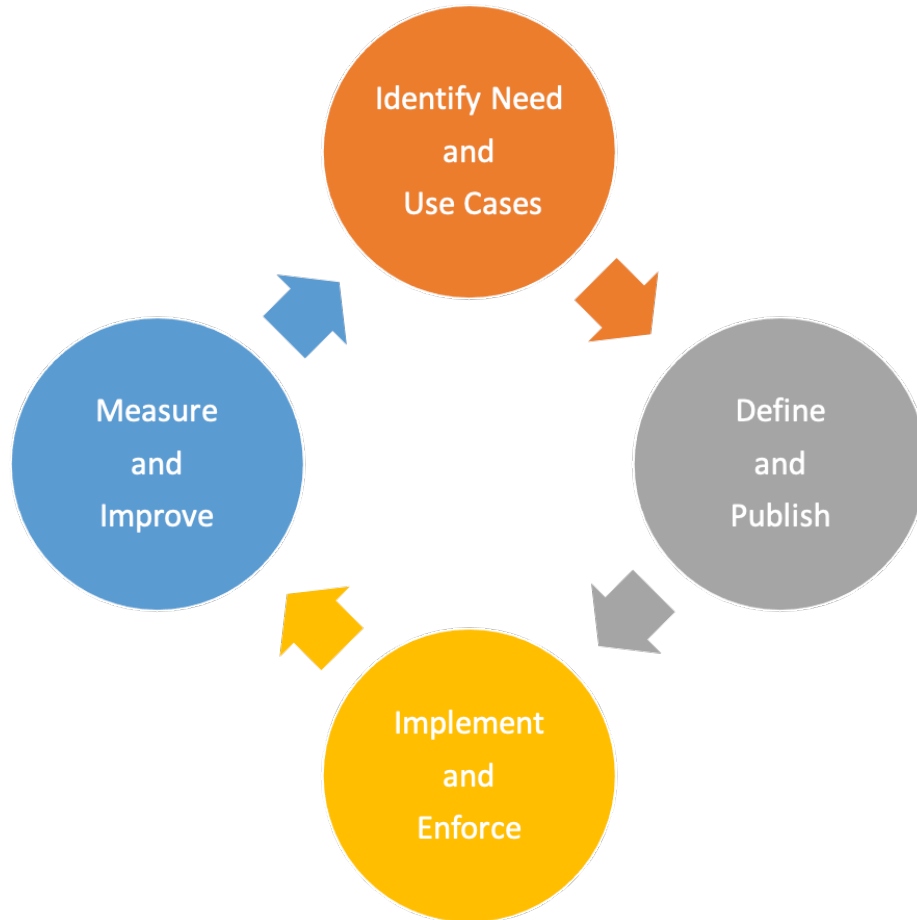 Identify Need
and
Use Cases
Define
and
Publish
Implement
and
Enforce
Measure
and
Improve